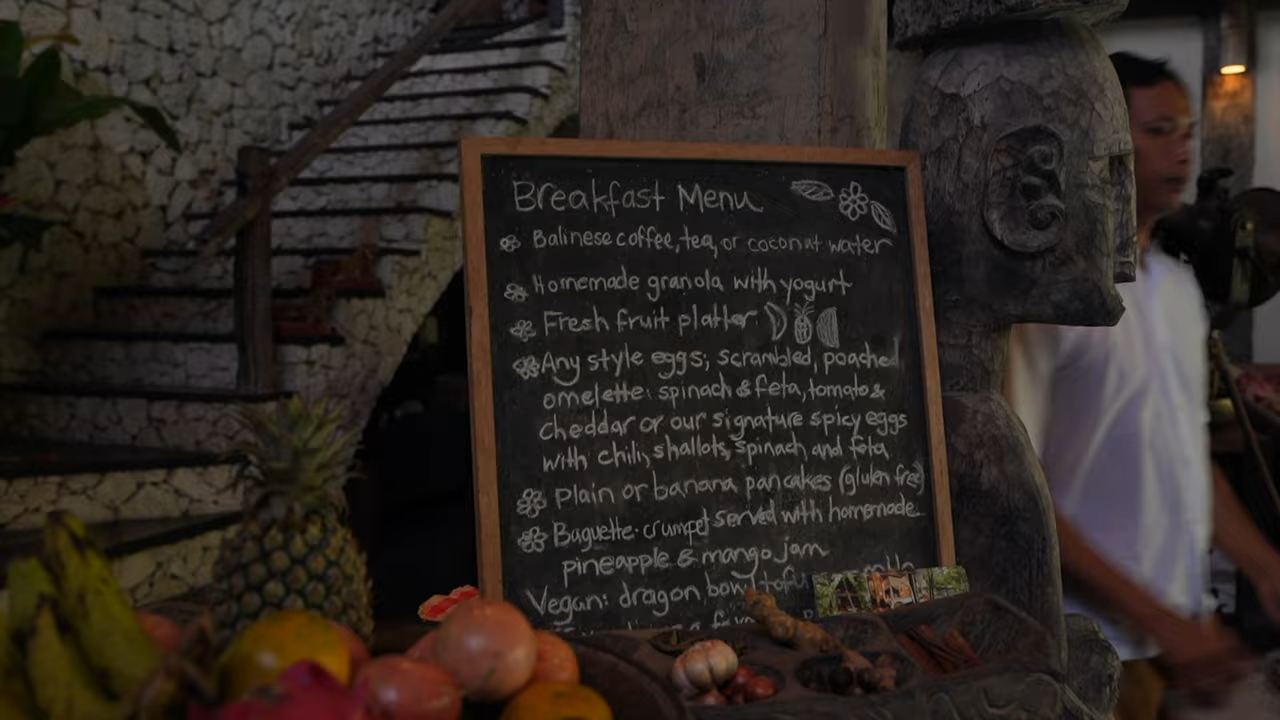 Breakfast Menu
Balinese coffee, tea, or coconut water
Homemade granola with yogurt
Fresh fruit platter
Any style eggs; scrambled, poached
omelette: spinach & feta, tomato &
cheddar or our signature spicy eggs
with chili, shallots, spinach and feta
Plain or banana pancakes (gluten free)
Baguette. crumpet served with homemade
pineapple & mango jam
Vegan: dragon bowl tofu